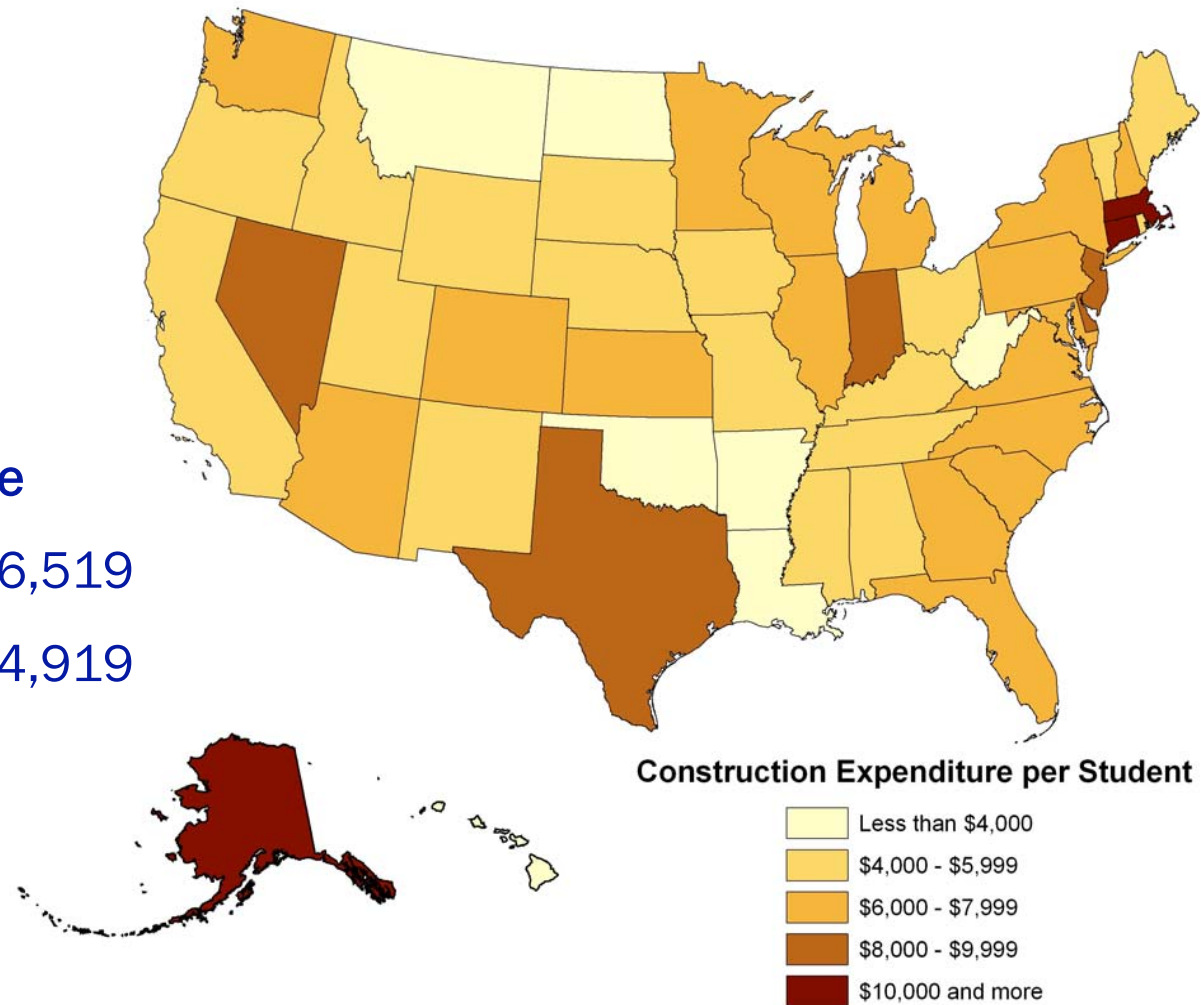 e
6,519
4,919
Construction Expenditure per Student
Less than $4,000
$4,000 - $5,999
$6,000 - $7,999
$8,000 - $9,999
$10,000 and more